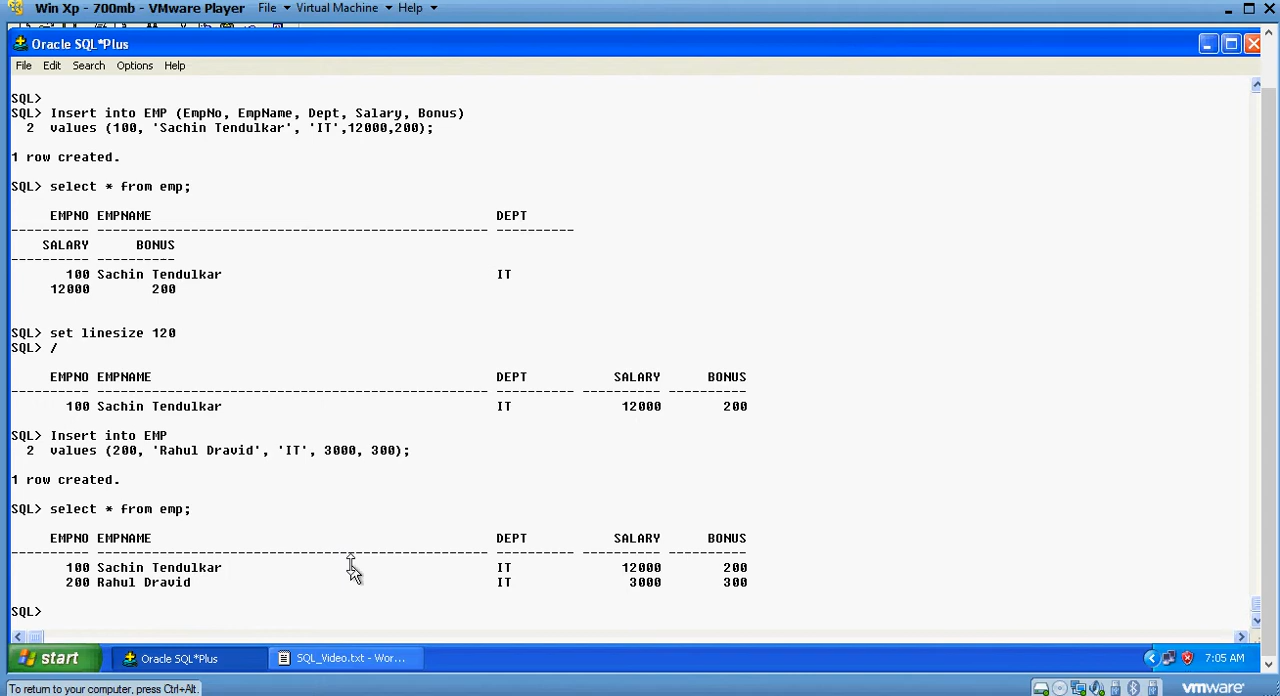 Win Xp - 700mb - VMware Player File Virtual Machine Help
Oracle SQL*Plus
File Edit Search Options Help
SQL>
SQL> Insert into EMP (EmpNo, EmpName, Dept, Salary, Bonus)
2 values (100, 'Sachin Tendulkar', 'IT',12000,200);
1 row created.
SQL> select * from emp;
EMPNO EMPNAME DEPT
---------- -------------------------------------------------- ----------
SALARY BONUS
---------- ----------
100 Sachin Tendulkar IT
12000 200
SQL> set linesize 120
SQL> /
EMPNO EMPNAME DEPT SALARY BONUS
---------- -------------------------------------------------- ---------- ---------- ----------
100 Sachin Tendulkar IT 12000 200
SQL> Insert into EMP
2 values (200, 'Rahul Dravid', 'IT', 3000, 300);
1 row created.
SQL> select * from emp;
EMPNO EMPNAME DEPT SALARY BONUS
---------- -------------------------------------------------- ---------- ---------- ----------
100 Sachin Tendulkar IT 12000 200
200 Rahul Dravid IT 3000 300
SQL>
start Oracle SQL*Plus SQL_Video.txt - Wor... 7:05 AM
To return to your computer, press Ctrl+Alt. vmware